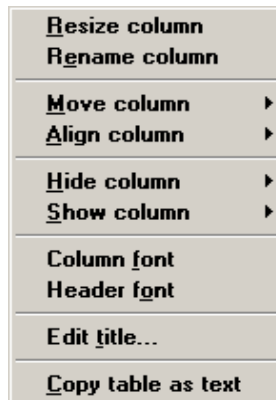 Resize column
Rename column
Move column
Align column
Hide column
Show column
Column font
Header font
Edit title...
Copy table as text